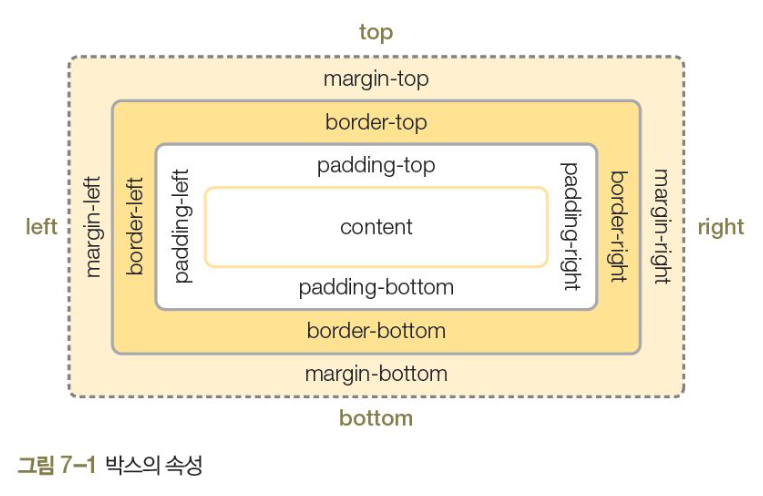 top
margin-top
border-top
padding-top
left
margin-left
border-left
padding-left
content
padding-right
border-right
margin-right
right
padding-bottom
border-bottom
margin-bottom
bottom
그림 7-1 박스의 속성